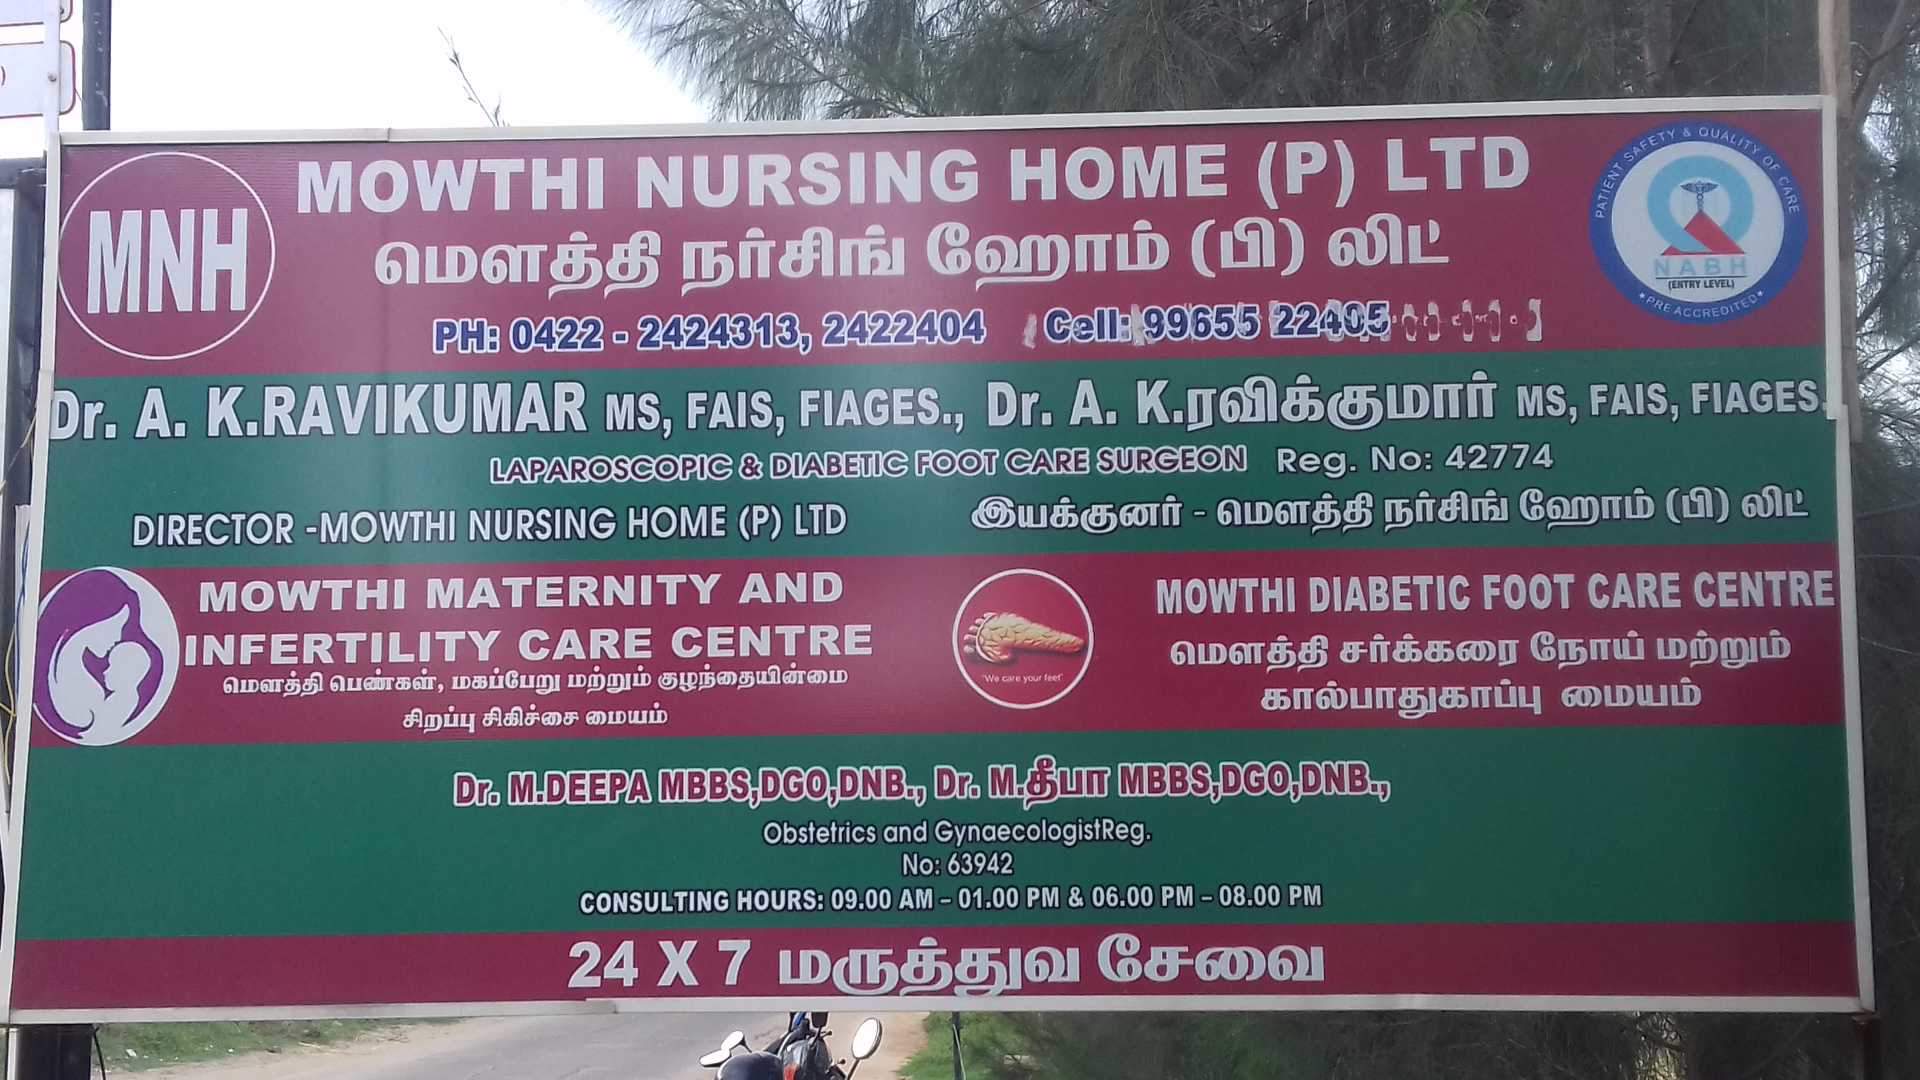 MNH
MOWTHI NURSING HOME (P) LTD
மௌத்தி நர்சிங் ஹோம் (பி) லிட்
PH: 0422 - 2424313, 2422404 Cell: 99655 22405
PATIENT SAFETY & QUALITY OF CARE
NABH
(ENTRY LEVEL)
PRE ACCREDITED
Dr. A. K.RAVIKUMAR MS, FAIS, FIAGES., Dr. A. K.ரவிக்குமார் MS, FAIS, FIAGES.
LAPAROSCOPIC & DIABETIC FOOT CARE SURGEON Reg. No: 42774
DIRECTOR -MOWTHI NURSING HOME (P) LTD இயக்குனர் - மௌத்தி நர்சிங் ஹோம் (பி) லிட்
MOWTHI MATERNITY AND
INFERTILITY CARE CENTRE
மௌத்தி பெண்கள், மகப்பேறு மற்றும் குழந்தையின்மை
சிறப்பு சிகிச்சை மையம்
"We care your feet"
MOWTHI DIABETIC FOOT CARE CENTRE
மௌத்தி சர்க்கரை நோய் மற்றும்
கால்பாதுகாப்பு மையம்
Dr. M.DEEPA MBBS,DGO,DNB., Dr. M.தீபா MBBS,DGO,DNB.,
Obstetrics and GynaecologistReg.
No: 63942
CONSULTING HOURS: 09.00 AM – 01.00 PM & 06.00 PM – 08.00 PM
24 X 7 மருத்துவ சேவை